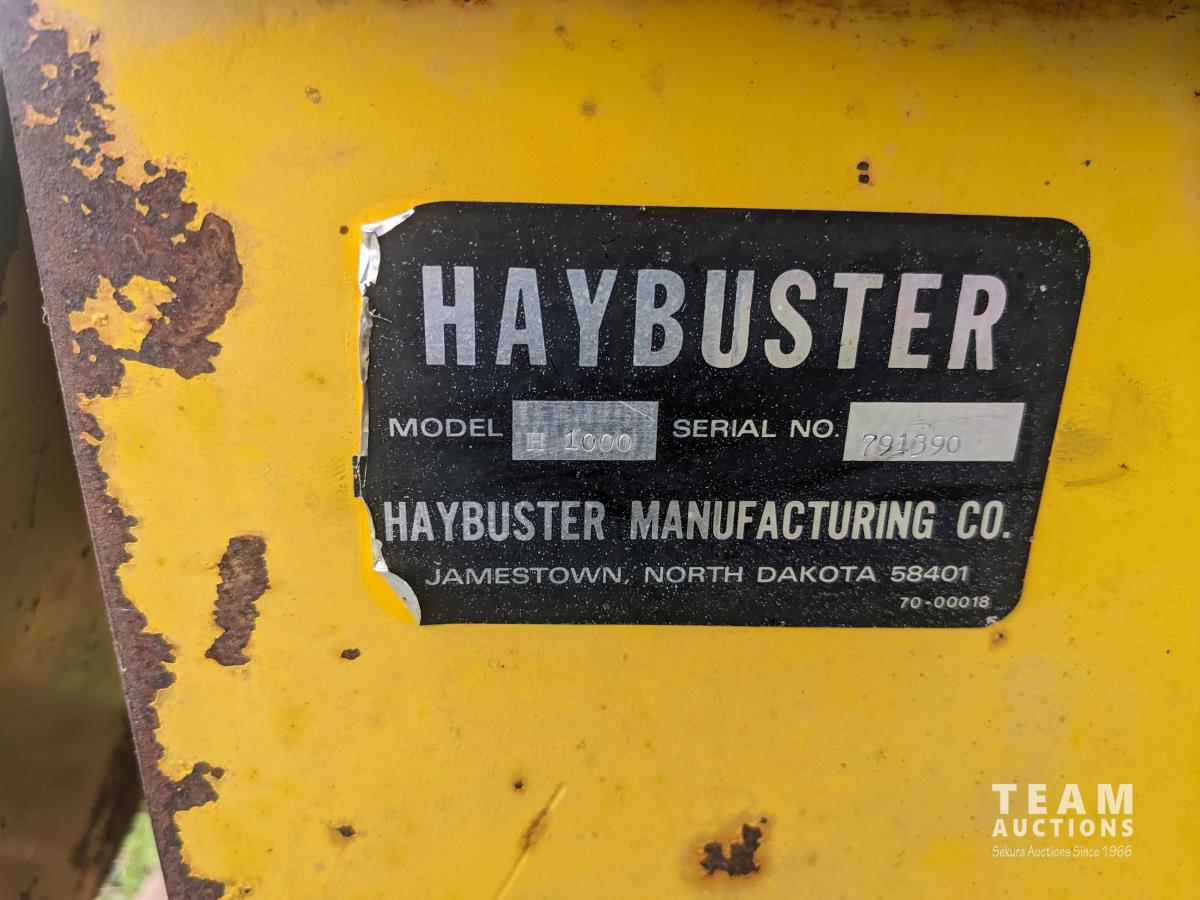 HAYBUSTER
MODEL H 1000 SERIAL NO. 791390
HAYBUSTER MANUFACTURING CO.
JAMESTOWN, NORTH DAKOTA 58401
70-00018
TEAM
AUCTIONS
Sekura Auctions Since 1966